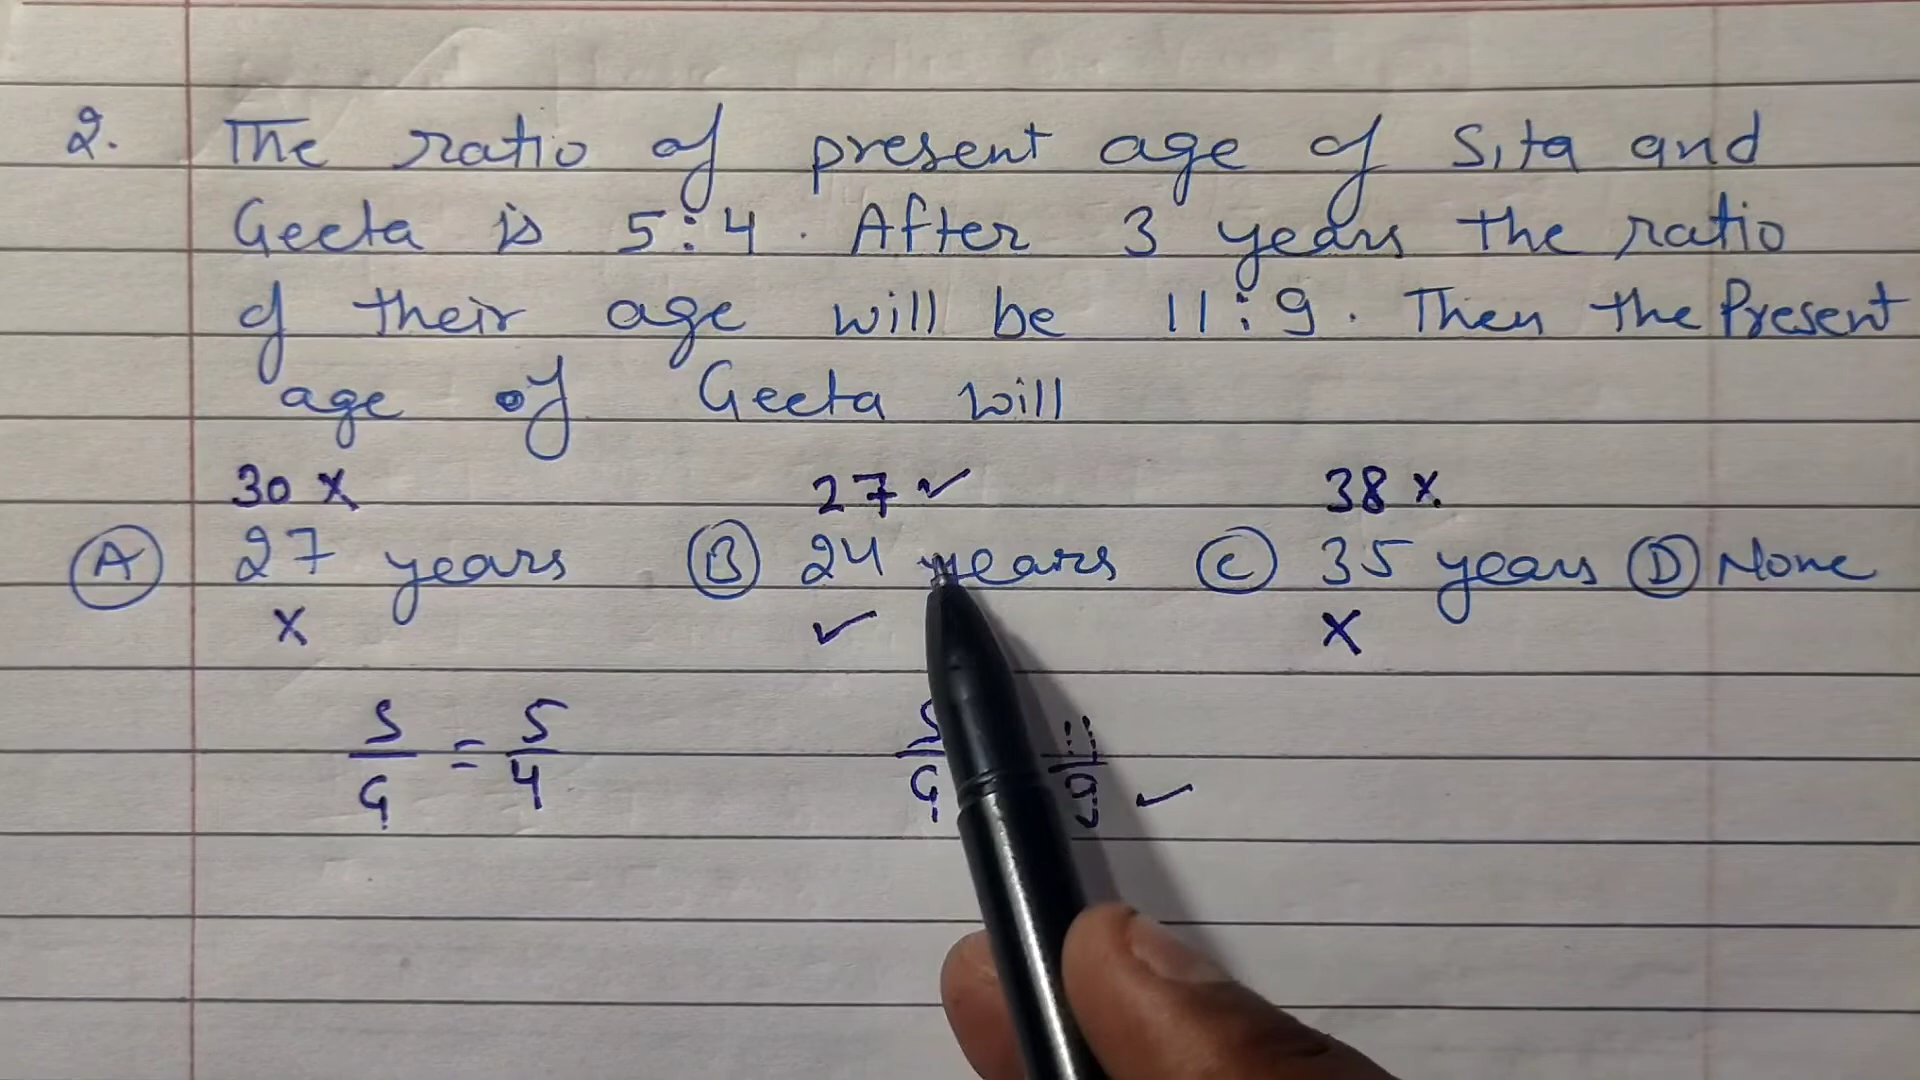 2. The ratio of present age of Sita and
Geeta is 5:4. After 3 years the ratio
of their age will be 11:9. Then the Present
age of Geeta will
30 x 27 ✓ 38 x.
(A) 27 years (B) 24 years (C) 35 years (D) None
x ✓ x
S/G = 5/4 S/G 11/9 ✓